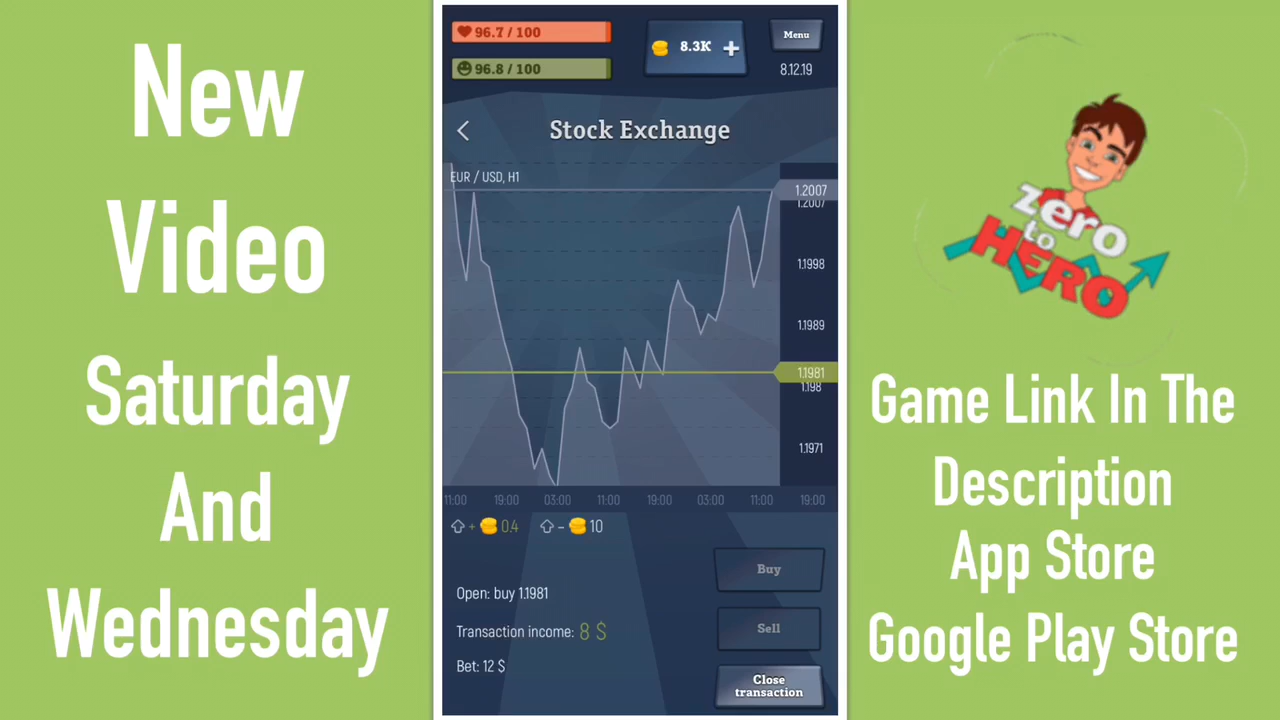 New
Video
Saturday
And
Wednesday
96.7 / 100
96.8 / 100
8.3K +
Menu
8.12.19
Stock Exchange
EUR / USD, H1
1.2007
1.2007
1.1998
1.1989
1.1981
1.198
1.1971
11:00 19:00 03:00 11:00 19:00 03:00 11:00 19:00
+ 0.4 - 10
Open: buy 1.1981
Transaction income: 8 $
Bet: 12 $
Buy
Sell
Close
transaction
zero
to
HERO
Game Link In The
Description
App Store
Google Play Store